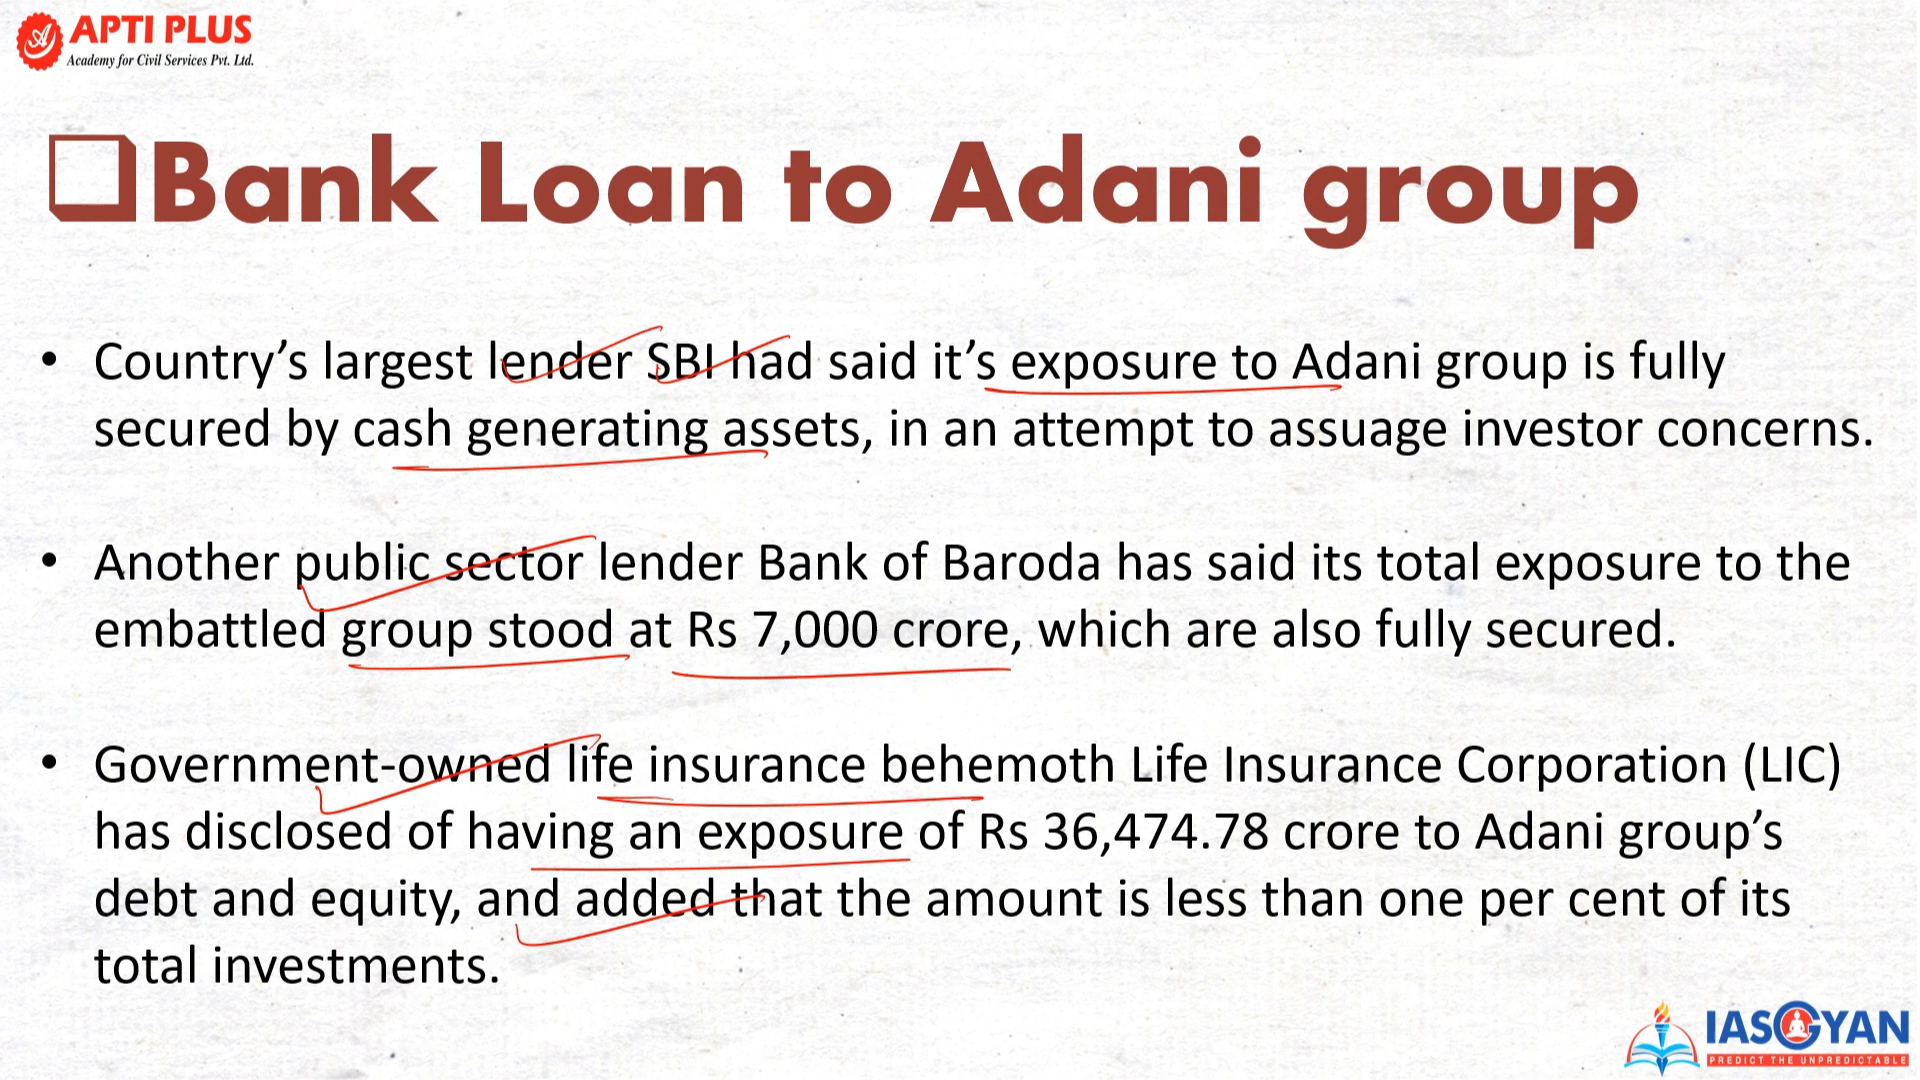 APTI PLUS
Academy for Civil Services Pvt. Ltd.
Bank Loan to Adani group
• Country’s largest lender SBI had said it’s exposure to Adani group is fully
secured by cash generating assets, in an attempt to assuage investor concerns.
• Another public sector lender Bank of Baroda has said its total exposure to the
embattled group stood at Rs 7,000 crore, which are also fully secured.
• Government-owned life insurance behemoth Life Insurance Corporation (LIC)
has disclosed of having an exposure of Rs 36,474.78 crore to Adani group’s
debt and equity, and added that the amount is less than one per cent of its
total investments.
IASGYAN
PREDICT THE UNPREDICTABLE